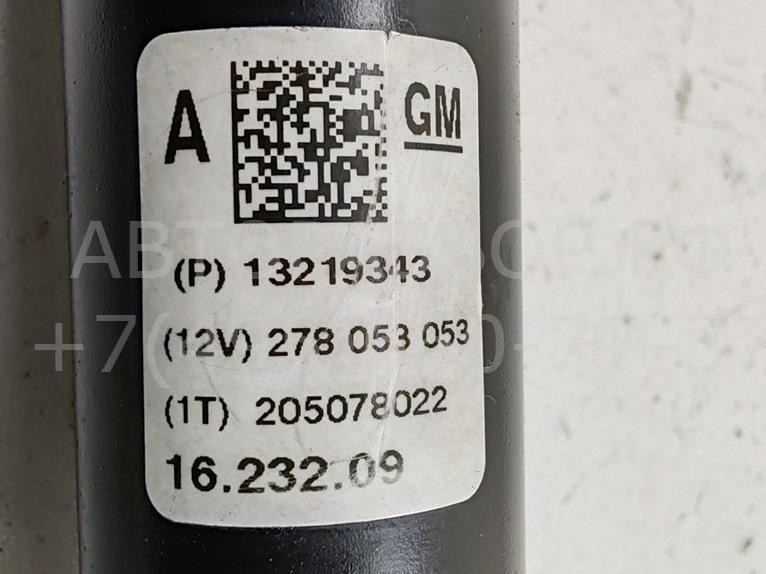 A GM
(P) 13219343
(12V) 278 053 053
(1T) 205078022
16.232.09